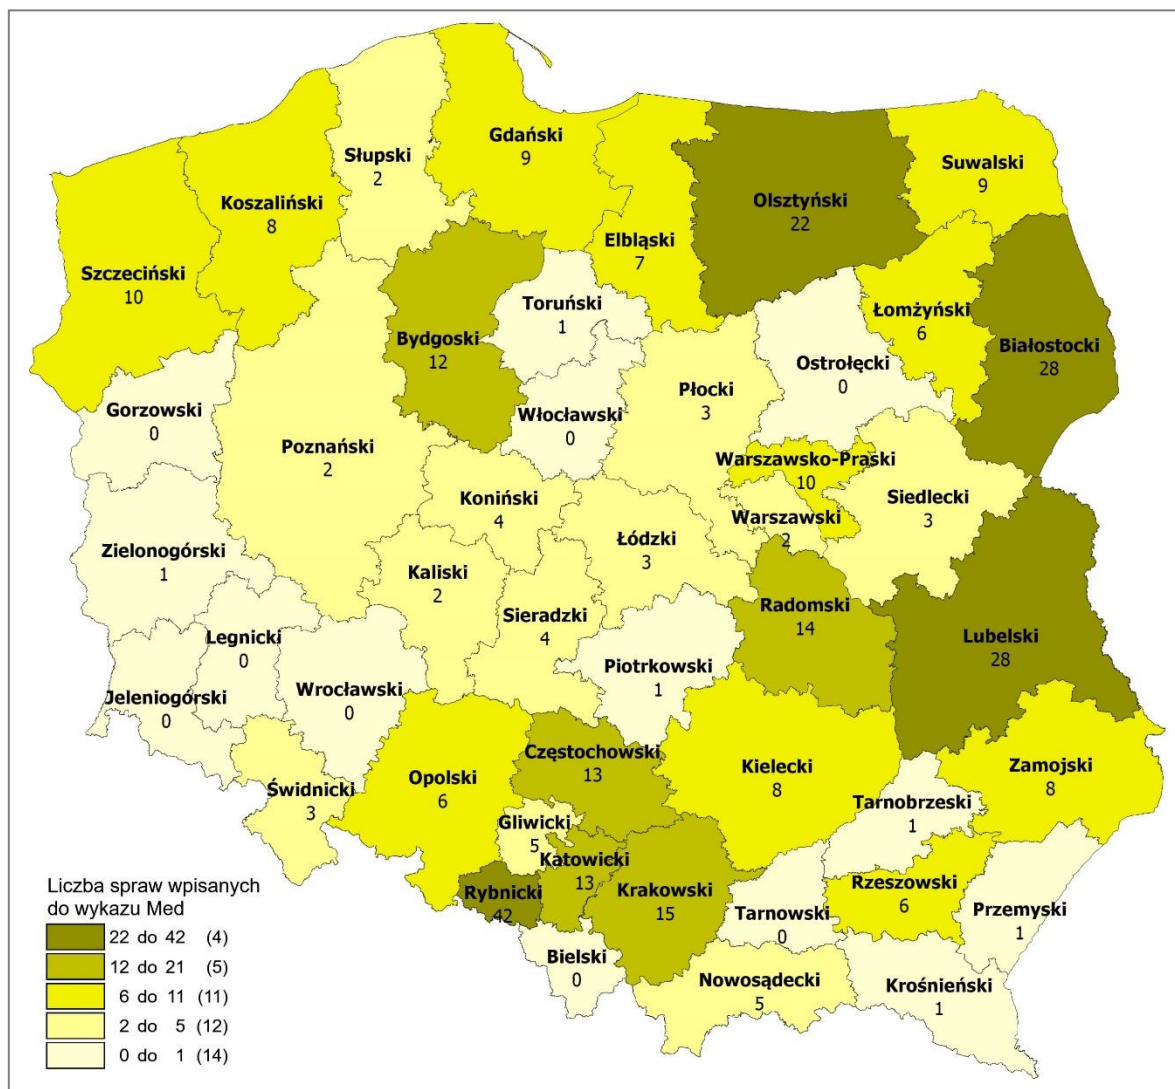 Słupski
2
Gdański
9
Koszaliński
8
Suwalski
9
Olsztyński
22
Elbląski
7
Szczeciński
10
Toruński
1
Łomżyński
6
Bydgoski
12
Białostocki
28
Ostrołęcki
0
Płocki
3
Gorzowski
0
Włocławski
0
Poznański
2
Warszawsko-Praski
10
Koniński
4
Siedlecki
3
Warszawski
2
Łódzki
3
Zielonogórski
1
Kaliski
2
Sieradzki
4
Radomski
14
Legnicki
0
Lubelski
28
Piotrkowski
1
Wrocławski
0
Jeleniogórski
0
Częstochowski
13
Kielecki
8
Zamojski
8
Opolski
6
Świdnicki
3
Tarnobrzeski
1
Gliwicki
5
Katowicki
13
Rybnicki
42
Krakowski
15
Rzeszowski
6
Tarnowski
0
Przemyski
1
Bielski
0
Nowosądecki
5
Krośnieński
1
Liczba spraw wpisanych
do wykazu Med
22 do 42 (4)
12 do 21 (5)
6 do 11 (11)
2 do 5 (12)
0 do 1 (14)